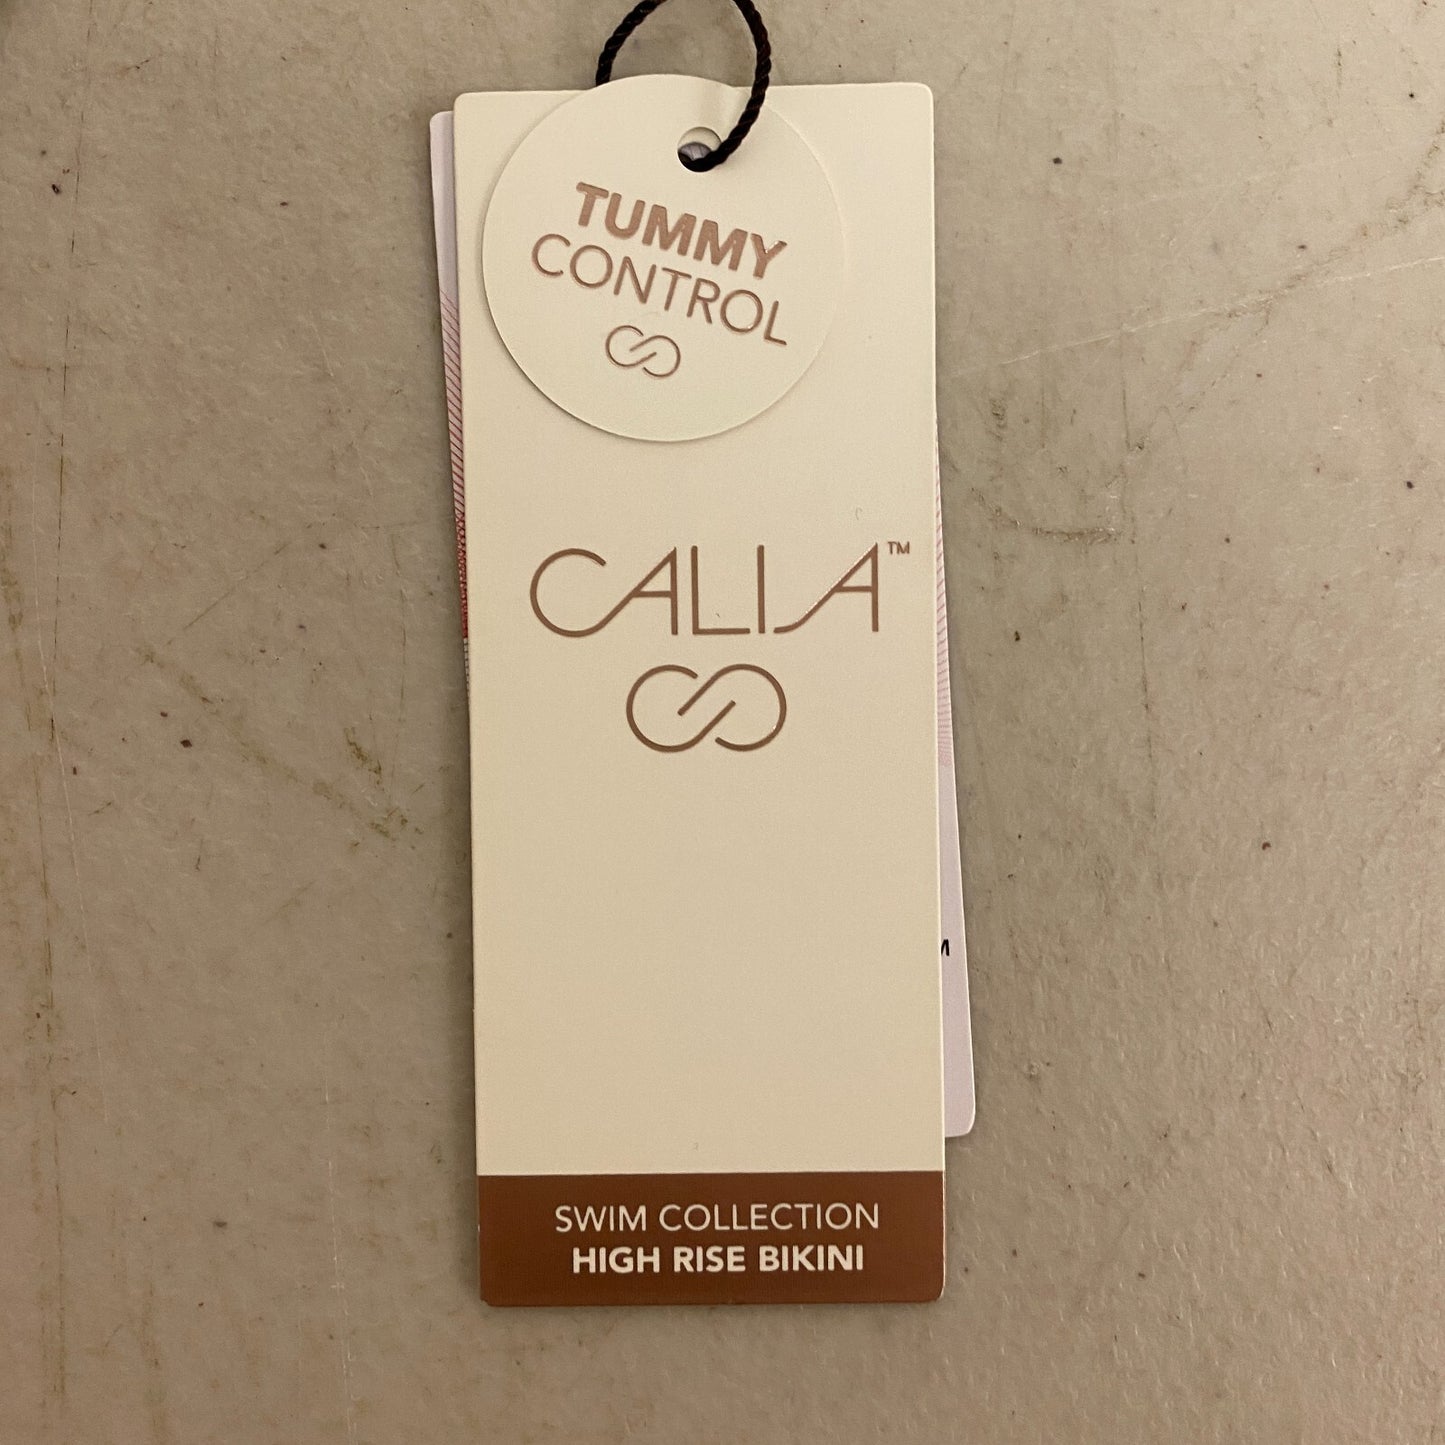 TUMMY
CONTROL
CALIA™
SWIM COLLECTION
HIGH RISE BIKINI